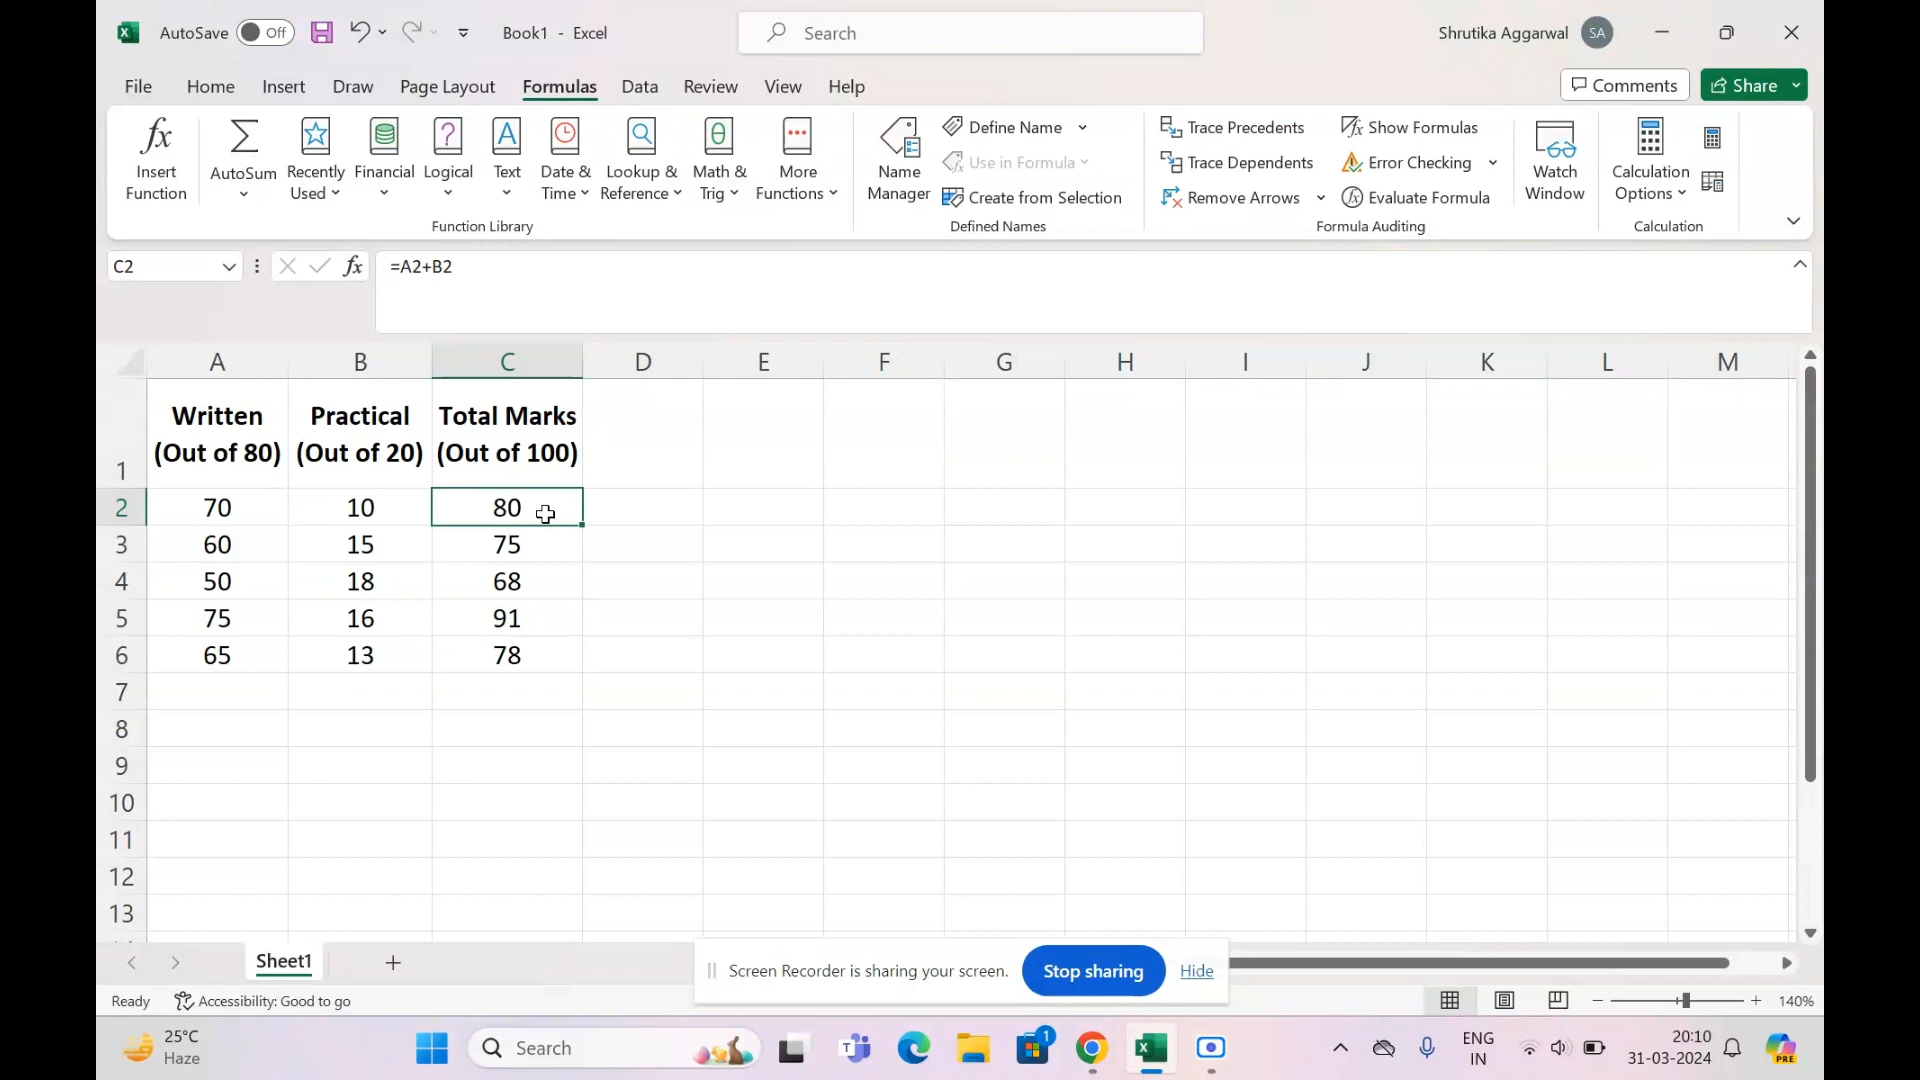 AutoSave Off Book1 - Excel Search Shrutika Aggarwal SA
File Home Insert Draw Page Layout Formulas Data Review View Help Comments Share
Insert Function
AutoSum
Recently Used
Financial
Logical
Text
Date & Time
Lookup & Reference
Math & Trig
More Functions
Function Library
Name Manager
Define Name
Use in Formula
Create from Selection
Defined Names
Trace Precedents
Trace Dependents
Remove Arrows
Show Formulas
Error Checking
Evaluate Formula
Formula Auditing
Watch Window
Calculation Options
Calculation
C2 fx =A2+B2
A B C D E F G H I J K L M
Written Practical Total Marks
(Out of 80) (Out of 20) (Out of 100)
1
2 70 10 80
3 60 15 75
4 50 18 68
5 75 16 91
6 65 13 78
7
8
9
10
11
12
13
Sheet1
Screen Recorder is sharing your screen. Stop sharing Hide
Ready Accessibility: Good to go 140%
25°C
Haze
Search
1
ENG
IN
20:10
31-03-2024
PRE